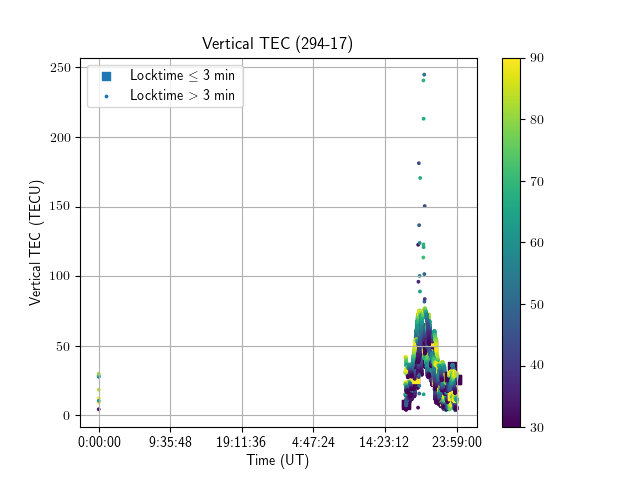 Vertical TEC (294-17)
Locktime ≤ 3 min
Locktime > 3 min
Vertical TEC (TECU)
250
200
150
100
50
0
0:00:00 9:35:48 19:11:36 4:47:24 14:23:12 23:59:00
Time (UT)
90
80
70
60
50
40
30